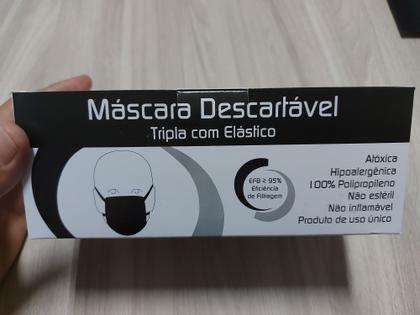 Máscara Descartável
Tripla com Elástico
EFB ≥ 95%
Eficiência
de Filtragem
Atóxica
Hipoalergênica
100% Polipropileno
Não estéril
Não inflamável
Produto de uso único